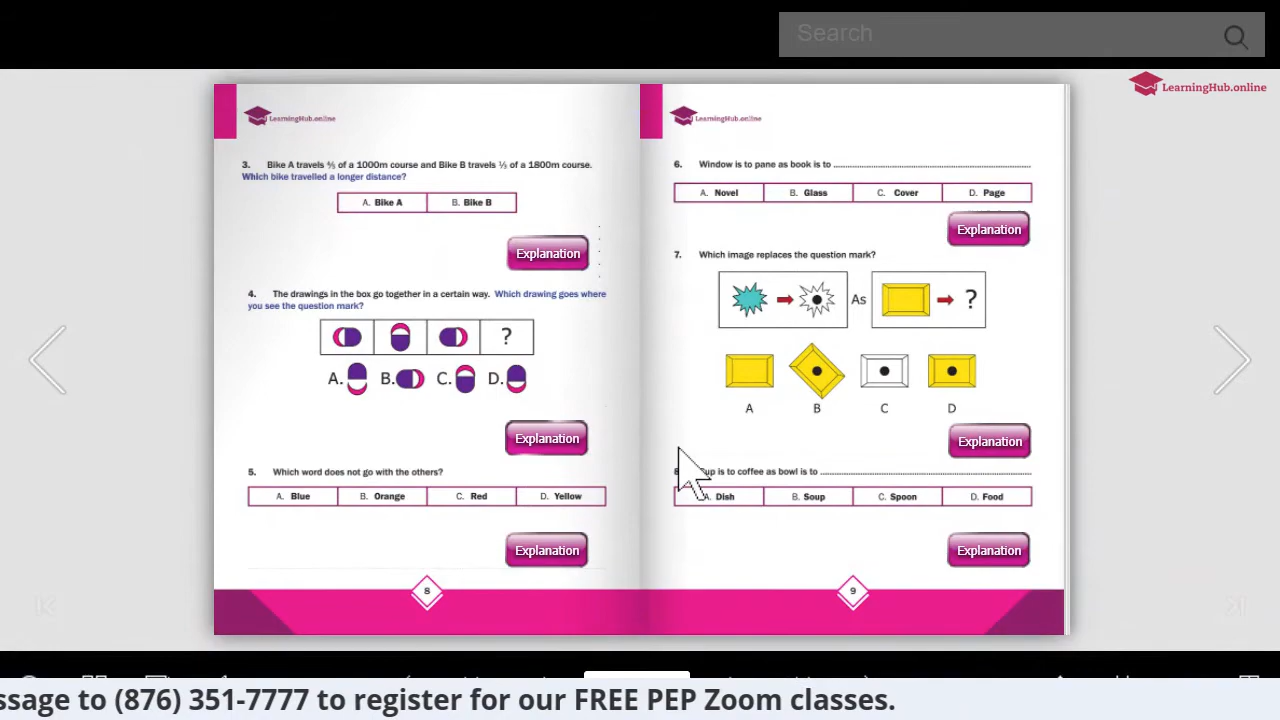 Search
LearningHub.online
LearningHub.online
3. Bike A travels ⅘ of a 1000m course and Bike B travels ⅓ of a 1800m course.
Which bike travelled a longer distance?
A. Bike A B. Bike B
Explanation
4. The drawings in the box go together in a certain way. Which drawing goes where
you see the question mark?
?
A. B. C. D.
Explanation
5. Which word does not go with the others?
A. Blue B. Orange C. Red D. Yellow
Explanation
8
LearningHub.online
6. Window is to pane as book is to
A. Novel B. Glass C. Cover D. Page
Explanation
7. Which image replaces the question mark?
As ?
A B C D
Explanation
8 up is to coffee as bowl is to
A. Dish B. Soup C. Spoon D. Food
Explanation
9
ssage to (876) 351-7777 to register for our FREE PEP Zoom classes.